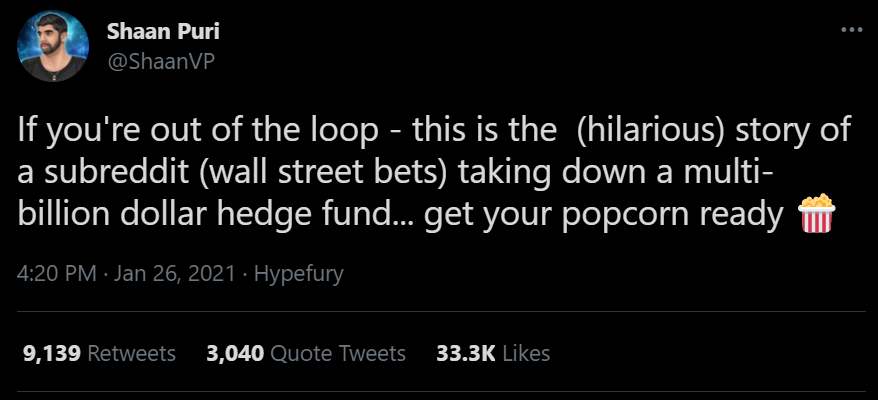 Shaan Puri
@ShaanVP
If you're out of the loop - this is the  (hilarious) story of
a subreddit (wall street bets) taking down a multi-
billion dollar hedge fund... get your popcorn ready 🍿
4:20 PM · Jan 26, 2021 · Hypefury
9,139 Retweets 3,040 Quote Tweets 33.3K Likes